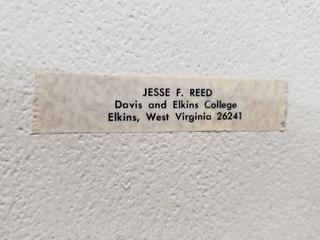 JESSE F. REED
Davis and Elkins College
Elkins, West Virginia 26241